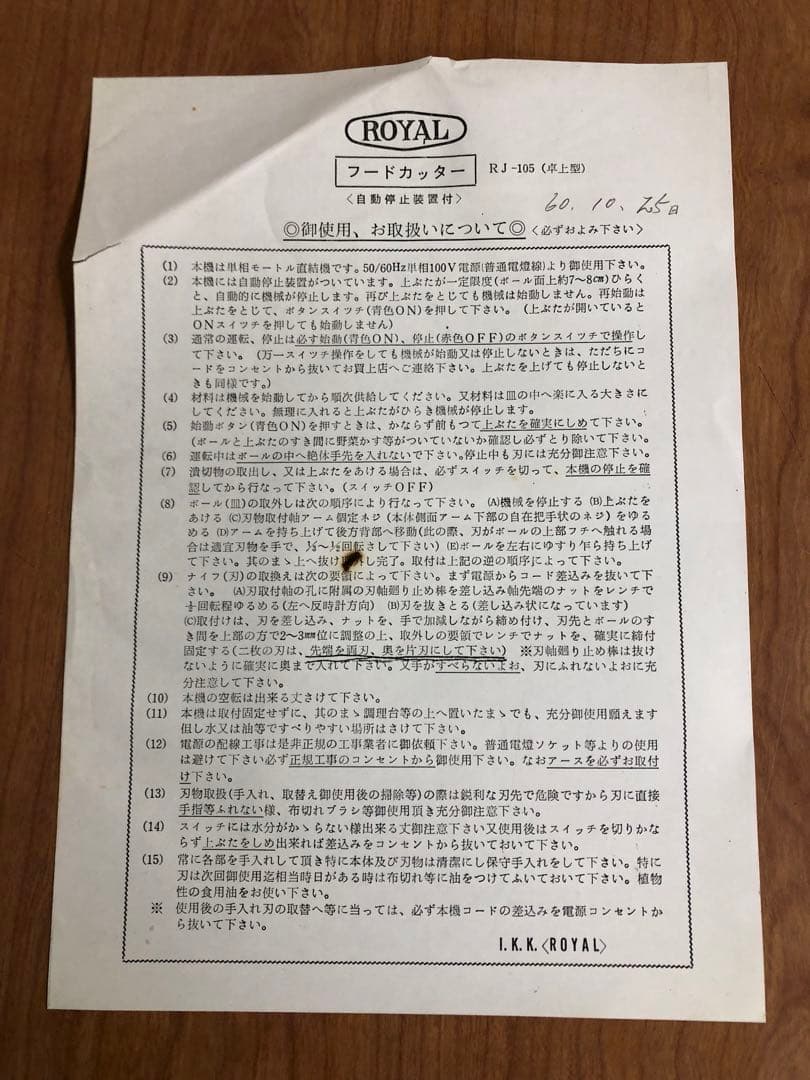 ROYAL
フードカッター RJ-105（卓上型）
〈自動停止装置付〉
60.10.25日
◎御使用、お取扱いについて◎〈必ずおよみ下さい〉
(1) 本機は単相モートル直結機です。50/60Hz単相100V電源(普通電燈線)より御使用下さい。
(2) 本機には自動停止装置がついています。上ぶたが一定限度(ボール面上約7〜8㎝)ひらく
と、自動的に機械が停止します。再び上ぶたをとじても機械は始動しません。再始動は
上ぶたをとじて、ボタンスイツチ(青色ON)を押して下さい。（上ぶたが開いていると
ONスイツチを押しても始動しません）
(3) 通常の運転、停止は必す始動(青色ON)、停止(赤色OFF)のボタンスイツチで操作し
て下さい。（万一スイツチ操作をしても機械が始動又は停止しないときは、ただちにコ
ードをコンセントから抜いてお買上店へご連絡下さい。上ぶたを上げても停止しないと
きも同様です。）
(4) 材料は機械を始動してから順次供給してください。又材料は皿の中へ楽に入る大きさに
してください。無理に入れると上ぶたがひらき機械が停止します。
(5) 始動ボタン(青色ON)を押すときは、かならず前もつて上ぶたを確実にしめて下さい。
(ボールと上ぶたのすき間に野菜かす等がついていないか確認し必ずとり除いて下さい。
(6) 運転中はボールの中へ絶体手先を入れないで下さい。停止中も刃には充分御注意下さい。
(7) 潰切物の取出し、又は上ぶたをあける場合は、必ずスイッチを切って、本機の停止を確
認してから行なって下さい。(スイッチOFF)
(8) ボール(皿)の取外しは次の順序により行なって下さい。(A)機械を停止する (B)上ぶたを
あける (C)刃物取付軸アーム個定ネジ(本体側面アーム下部の自在把手状のネジ)をゆる
める (D)アームを持ち上げて後方背部へ移動(此の際、刃がボールの上部フチへ触れる場
合は適宜刃物を手で、⅓〜½回転さして下さい) (E)ボールを左右にゆすり乍ら持ち上げ
て下さい。其のまゝ上へ抜け し完了。取付は上記の逆の順序によって下さい。
(9) ナイフ(刃)の取換えは次の要領によって下さい。まず電源からコード差込みを抜いて下
さい。 (A)刃取付軸の孔に附属の刃軸廻り止め棒を差し込み軸先端のナットをレンチで
½回転程ゆるめる(左へ反時計方向) (B)刃を抜きとる(差し込み状になっています)
(C)取付けは、刃を差し込み、ナットを、手で加減しながら締め付け、刃先とボールのす
き間を上部の方で2〜3㎜位に調整の上、取外しの要領でレンチでナットを、確実に締付
固定する(二枚の刃は、先端を両刃、奥を片刃にして下さい) ※刃軸廻り止め棒は抜け
ないように確実に奥まで入れて下さい。又手がすべらないよお、刃にふれないよおに充
分注意して下さい。
(10) 本機の空転は出来る丈さけて下さい。
(11) 本機は取付固定せずに、其のまゝ調理台等の上へ置いたまゝでも、充分御使用願えます
但し水又は油等ですべりやすい場所はさけて下さい。
(12) 電源の配線工事は是非正規の工事業者に御依頼下さい。普通電燈ソケット等よりの使用
は避けて下さい必ず正規工事のコンセントから御使用下さい。なおアースを必ずお取付
け下さい。
(13) 刃物取扱(手入れ、取替え御使用後の掃除等)の際は鋭利な刃先で危険ですから刃に直接
手指等ふれない様、布切れブラシ等御使用頂き充分御注意下さい。
(14) スイッチには水分がかゝらない様出来る丈御注意下さい又使用後はスイッチを切りかな
らず上ぶたをしめ出来れば差込みをコンセントから抜いておいて下さい。
(15) 常に各部を手入れして頂き特に本体及び刃物は清潔にし保守手入れをして下さい。特に
刃は次回御使用迄相当時日がある時は布切れ等に油をつけてふいておいて下さい。植物
性の食用油をお使い下さい。
※ 使用後の手入れ刃の取替へ等に当っては、必ず本機コードの差込みを電源コンセントか
ら抜いて下さい。
I.K.K.〈ROYAL〉